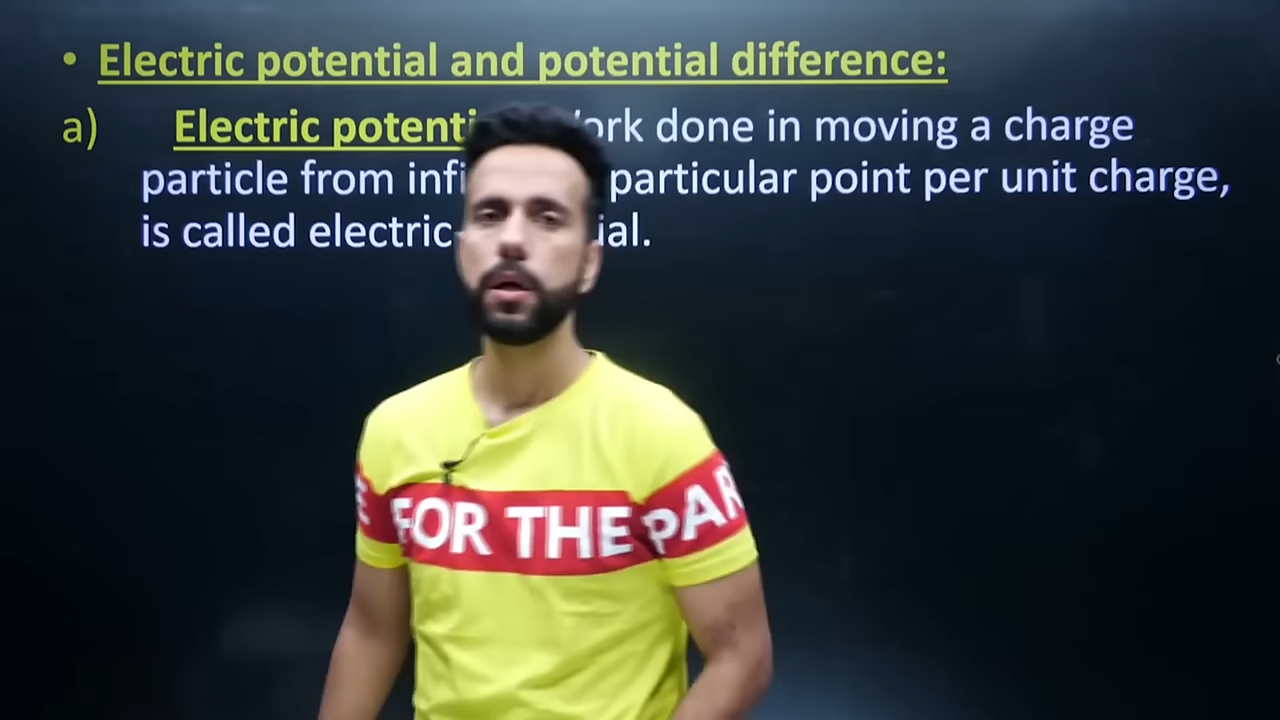 • Electric potential and potential difference:
a) Electric potenti ork done in moving a charge
particle from infi particular point per unit charge,
is called electric ial.
FOR THE PAR